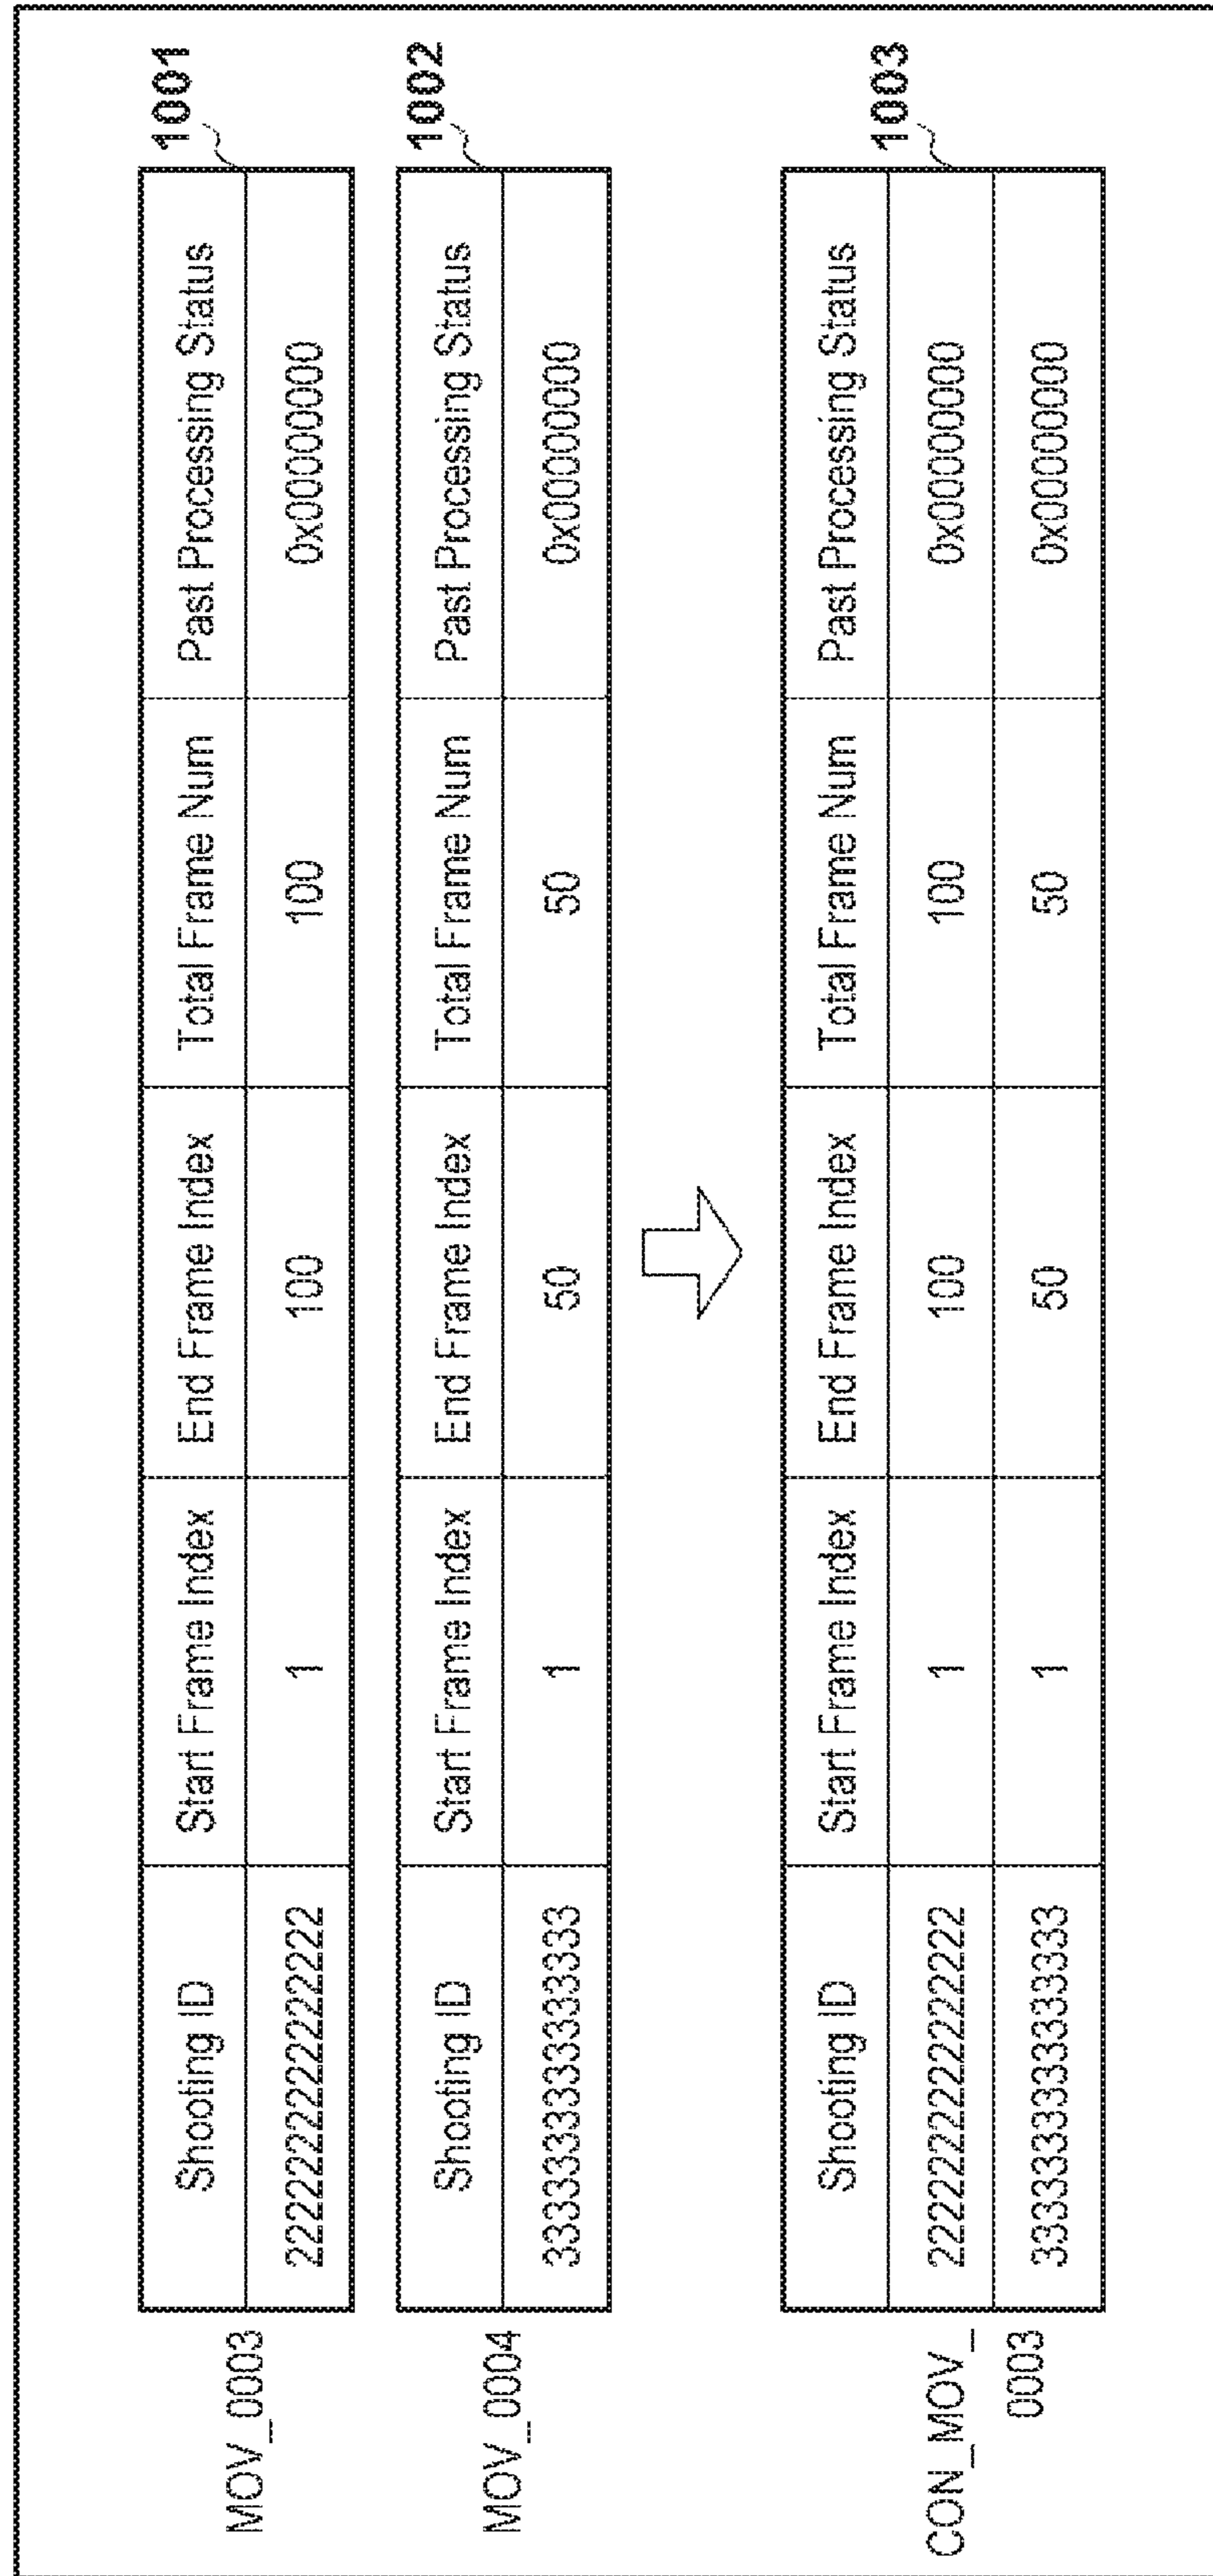 1001
MOV_0003
Shooting ID Start Frame Index End Frame Index Total Frame Num Past Processing Status
2222222222222222 1 100 100 0x00000000
1002
MOV_0004
Shooting ID Start Frame Index End Frame Index Total Frame Num Past Processing Status
3333333333333333 1 50 50 0x00000000
1003
CON_MOV_
0003
Shooting ID Start Frame Index End Frame Index Total Frame Num Past Processing Status
2222222222222222 1 100 100 0x00000000
3333333333333333 1 50 50 0x00000000